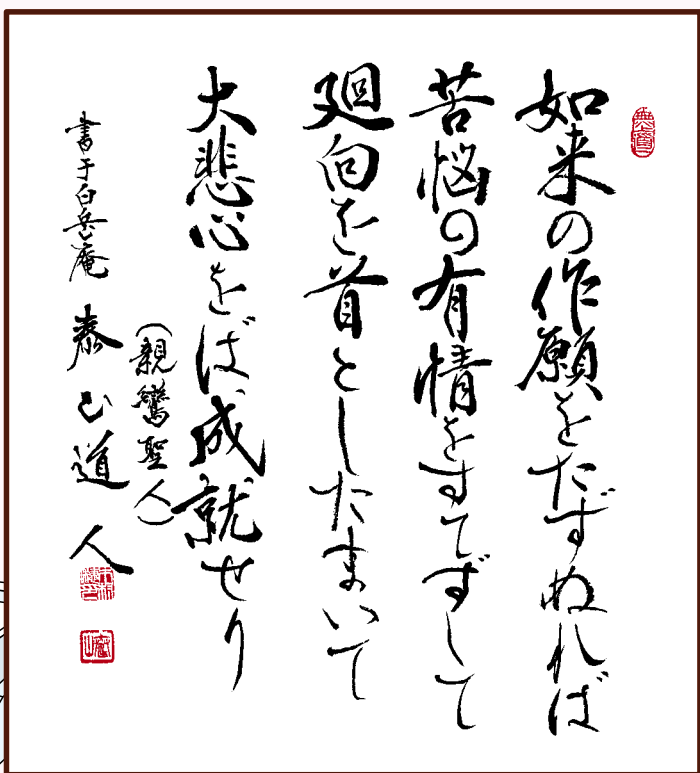 如来の作願をたずぬれば
苦悩の有情をすてずして
廻向を首としたまいて
大悲心をば成就せり
(親鸞聖人)
書于白兵庵 泰山道人